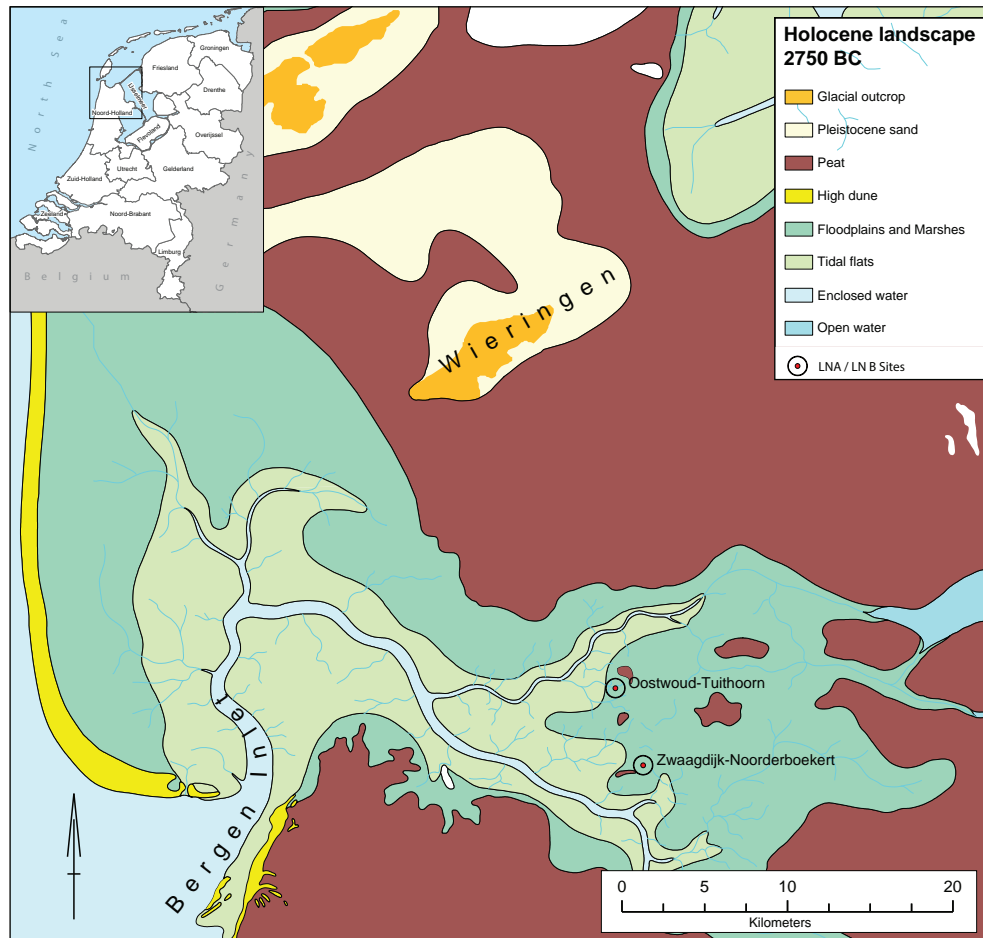 Holocene landscape
2750 BC
Glacial outcrop
Pleistocene sand
Peat
High dune
Floodplains and Marshes
Tidal flats
Enclosed water
Open water
LNA / LN B Sites
North Sea
Groningen
Friesland
Drenthe
IJsselmeer
Noord-Holland
Flevoland
Overijssel
Utrecht
Gelderland
Zuid-Holland
Zeeland
Noord-Brabant
Limburg
Germany
Belgium
Wieringen
Oostwoud-Tuithoorn
Zwaagdijk-Noorderboekert
Bergen Inlet
0 5 10 20
Kilometers